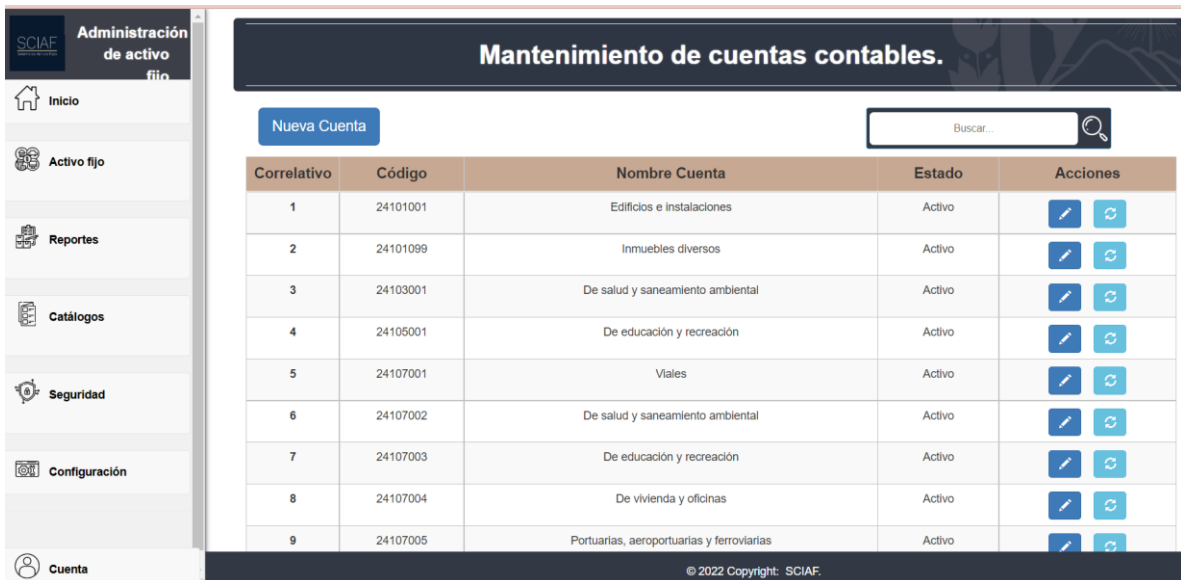 SCIAF
Administración
de activo
fijo
Inicio
Activo fijo
Reportes
Catálogos
Seguridad
Configuración
Cuenta
Mantenimiento de cuentas contables.
Nueva Cuenta
Buscar...
Correlativo Código Nombre Cuenta Estado Acciones
1 24101001 Edificios e instalaciones Activo
2 24101099 Inmuebles diversos Activo
3 24103001 De salud y saneamiento ambiental Activo
4 24105001 De educación y recreación Activo
5 24107001 Viales Activo
6 24107002 De salud y saneamiento ambiental Activo
7 24107003 De educación y recreación Activo
8 24107004 De vivienda y oficinas Activo
9 24107005 Portuarias, aeroportuarias y ferroviarias Activo
© 2022 Copyright: SCIAF.